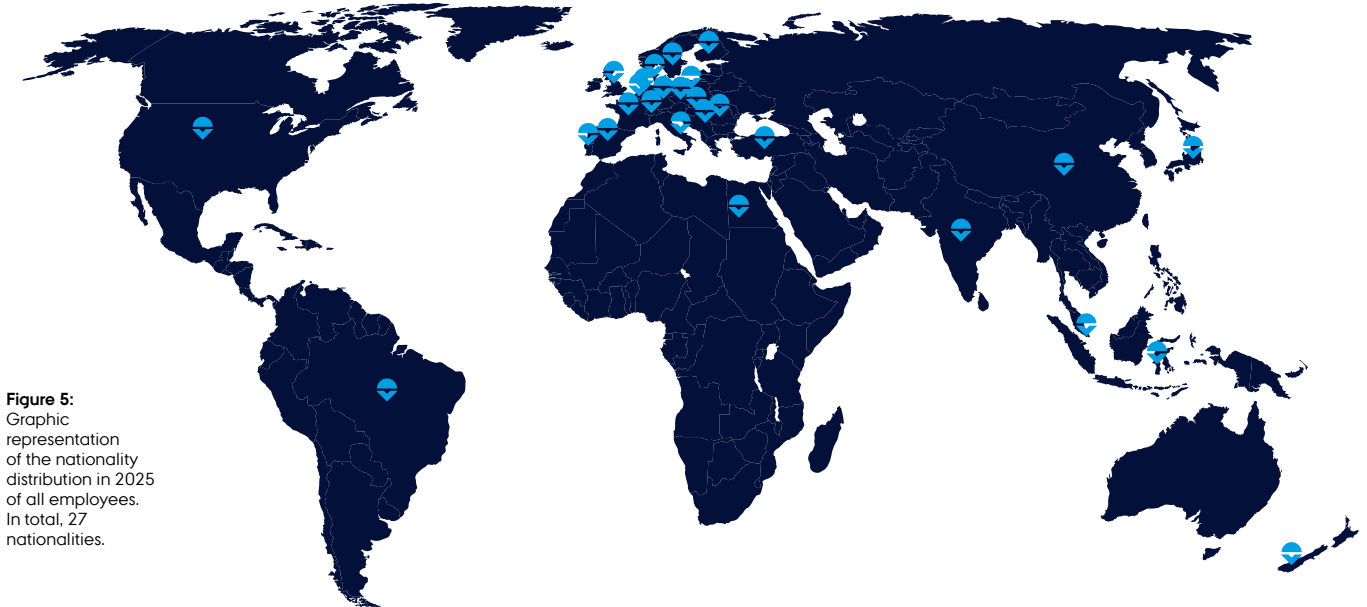 Figure 5:
Graphic
representation
of the nationality
distribution in 2025
of all employees.
In total, 27
nationalities.